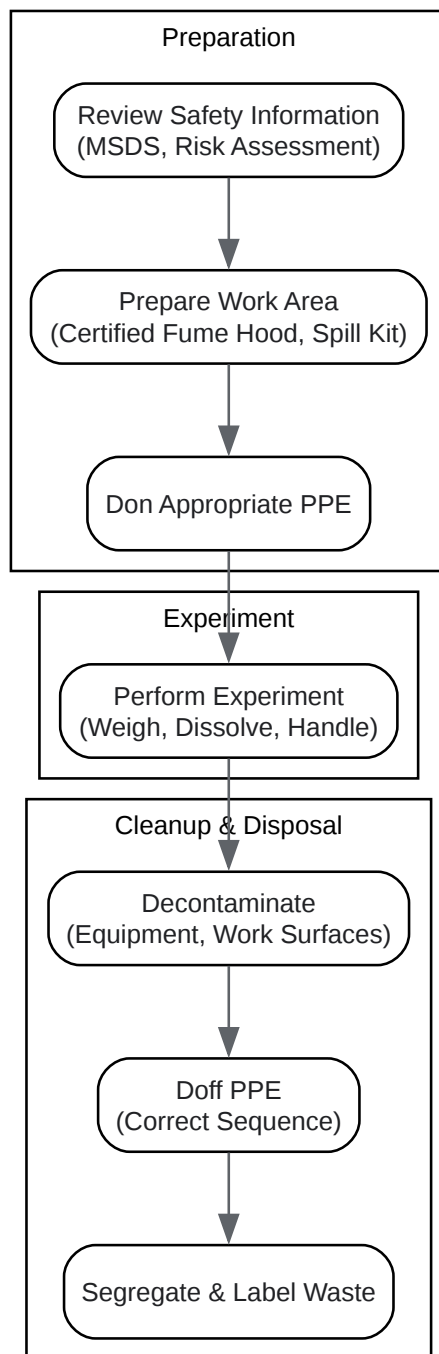 Preparation
Review Safety Information
(MSDS, Risk Assessment)
Prepare Work Area
(Certified Fume Hood, Spill Kit)
Don Appropriate PPE
Experiment
Perform Experiment
(Weigh, Dissolve, Handle)
Cleanup & Disposal
Decontaminate
(Equipment, Work Surfaces)
Doff PPE
(Correct Sequence)
Segregate & Label Waste